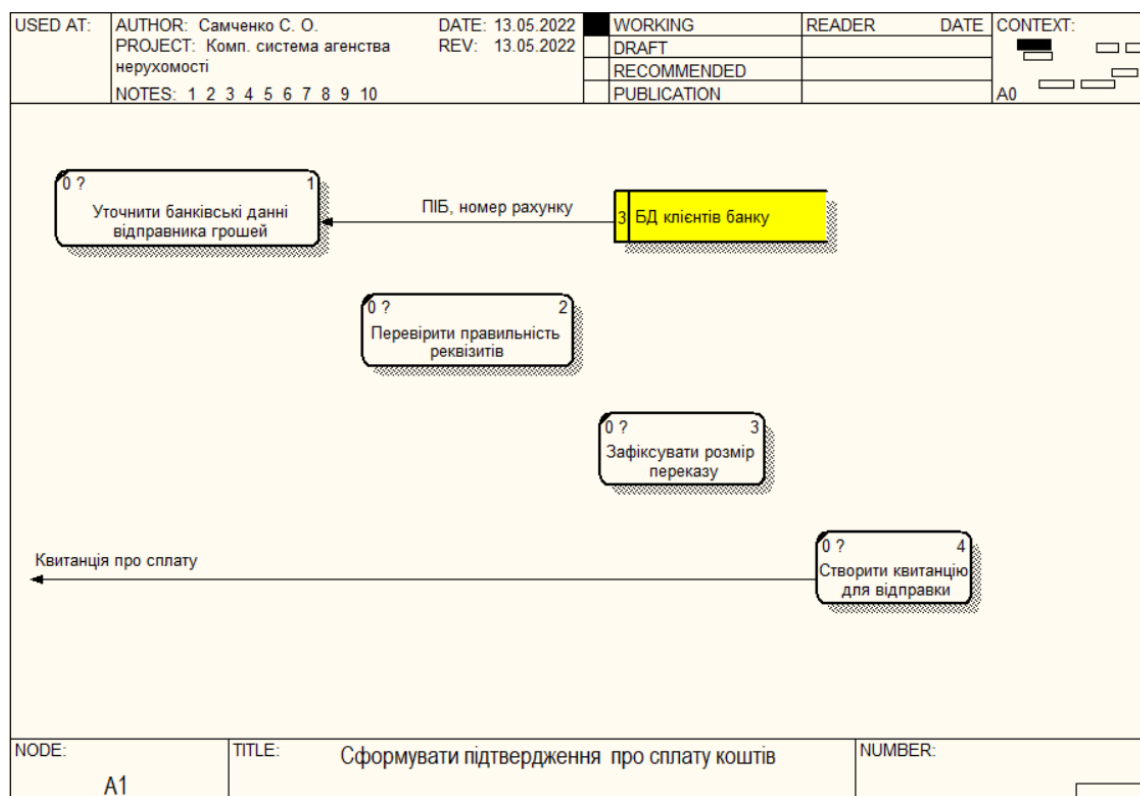 USED AT:
AUTHOR: Самченко С. О.
DATE: 13.05.2022
PROJECT: Комп. система агенства
нерухомості
REV: 13.05.2022
NOTES: 1 2 3 4 5 6 7 8 9 10
WORKING
DRAFT
RECOMMENDED
PUBLICATION
READER
DATE
CONTEXT:
A0
0 ?
1
Уточнити банківські данні
відправника грошей
ПІБ, номер рахунку
3
БД клієнтів банку
0 ?
2
Перевірити правильність
реквізитів
0 ?
3
Зафіксувати розмір
переказу
Квитанція про сплату
0 ?
4
Створити квитанцію
для відправки
NODE:
A1
TITLE:
Сформувати підтвердження про сплату коштів
NUMBER: